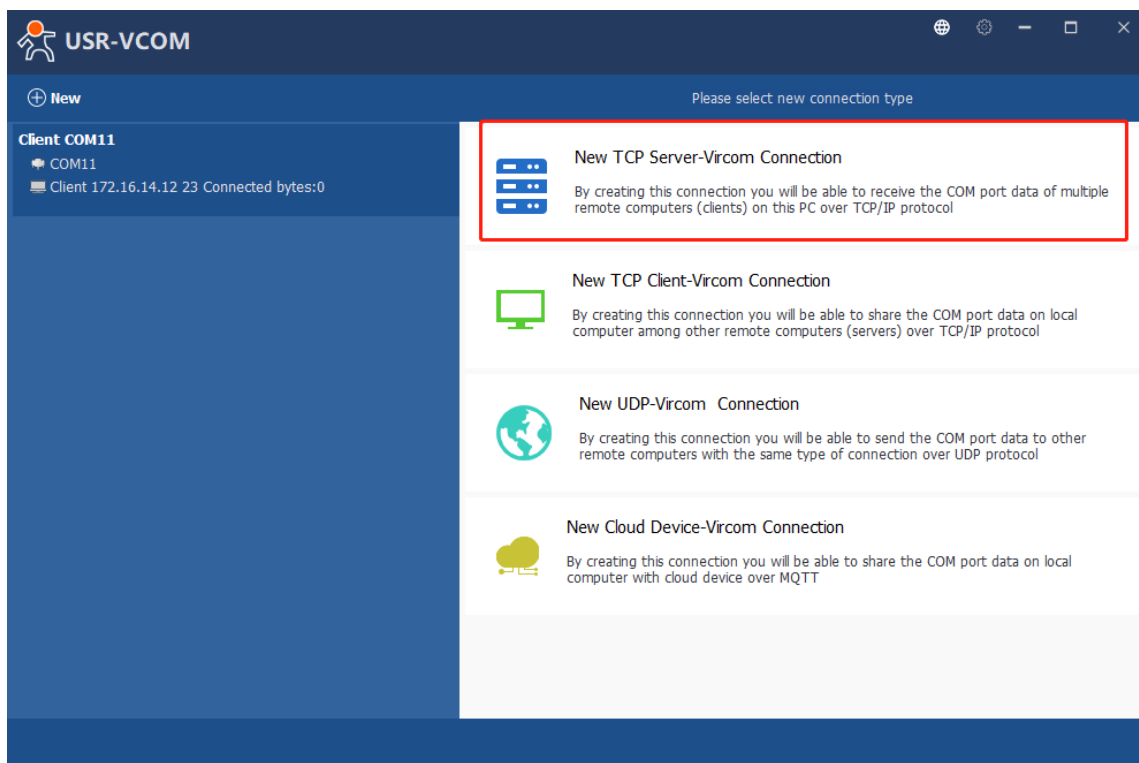 USR-VCOM
New
Please select new connection type
Client COM11
COM11
Client 172.16.14.12 23 Connected bytes:0
New TCP Server-Vircom Connection
By creating this connection you will be able to receive the COM port data of multiple
remote computers (clients) on this PC over TCP/IP protocol
New TCP Client-Vircom Connection
By creating this connection you will be able to share the COM port data on local
computer among other remote computers (servers) over TCP/IP protocol
New UDP-Vircom Connection
By creating this connection you will be able to send the COM port data to other
remote computers with the same type of connection over UDP protocol
New Cloud Device-Vircom Connection
By creating this connection you will be able to share the COM port data on local
computer with cloud device over MQTT